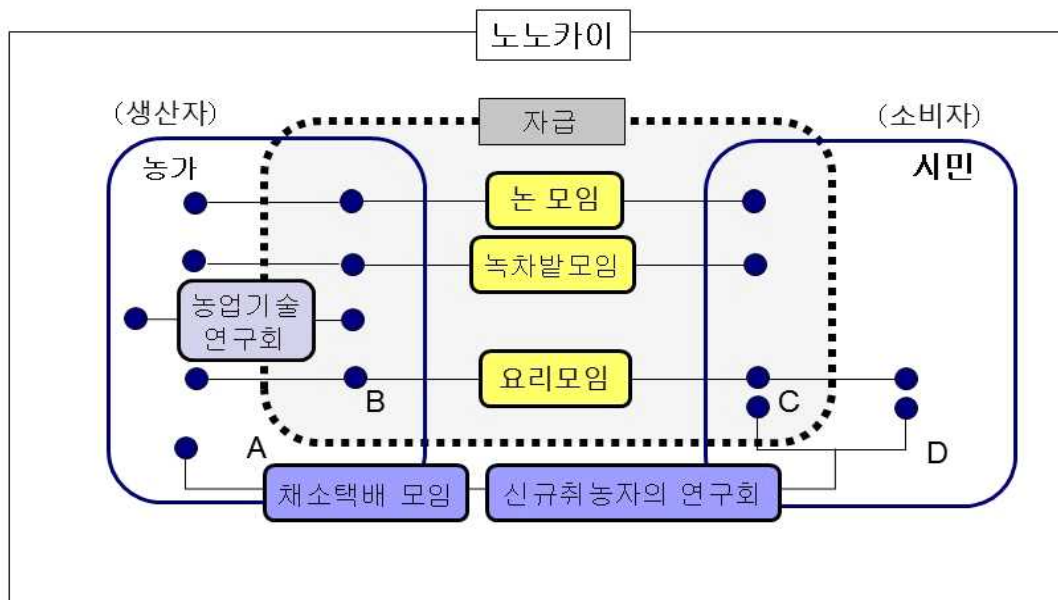 노노카이
(생산자)
자급
(소비자)
농가
시민
논 모임
녹차밭모임
농업기술
연구회
요리모임
B
C
A
D
채소택배 모임
신규취농자의 연구회